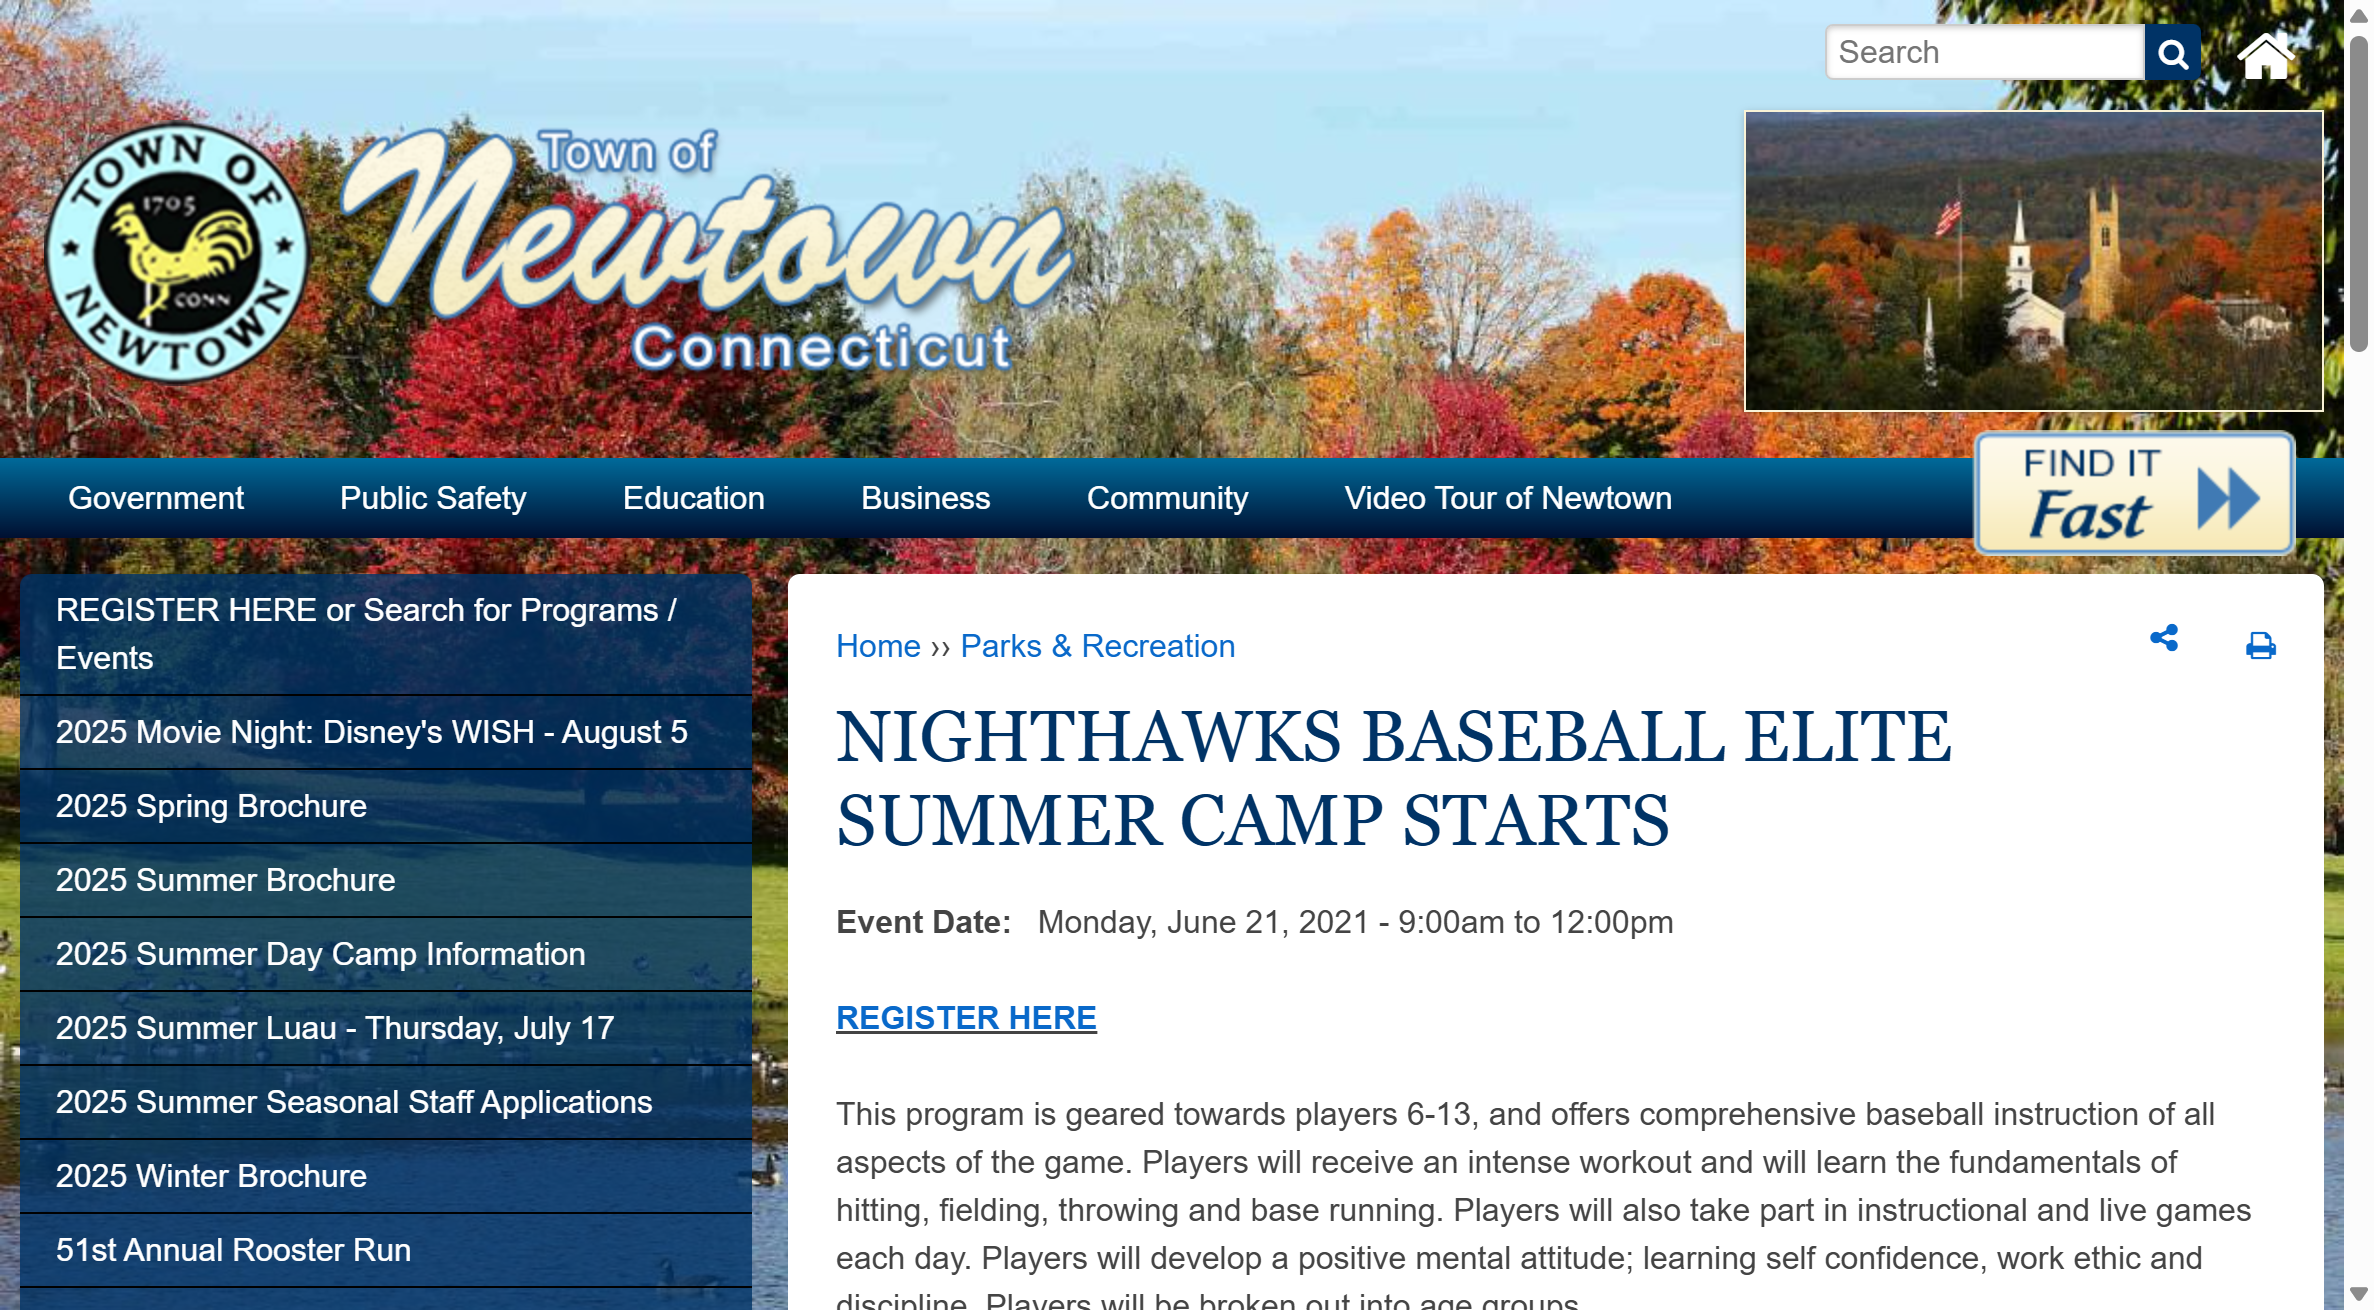 Search
TOWN OF
1705
CONN
NEWTOWN
Town of
Newtown
Connecticut
FIND IT
Fast
Government
Public Safety
Education
Business
Community
Video Tour of Newtown
REGISTER HERE or Search for Programs /
Events
2025 Movie Night: Disney's WISH - August 5
2025 Spring Brochure
2025 Summer Brochure
2025 Summer Day Camp Information
2025 Summer Luau - Thursday, July 17
2025 Summer Seasonal Staff Applications
2025 Winter Brochure
51st Annual Rooster Run
Home ›› Parks & Recreation
NIGHTHAWKS BASEBALL ELITE
SUMMER CAMP STARTS
Event Date: Monday, June 21, 2021 - 9:00am to 12:00pm
REGISTER HERE
This program is geared towards players 6-13, and offers comprehensive baseball instruction of all
aspects of the game. Players will receive an intense workout and will learn the fundamentals of
hitting, fielding, throwing and base running. Players will also take part in instructional and live games
each day. Players will develop a positive mental attitude; learning self confidence, work ethic and
discipline. Players will be broken out into age groups.